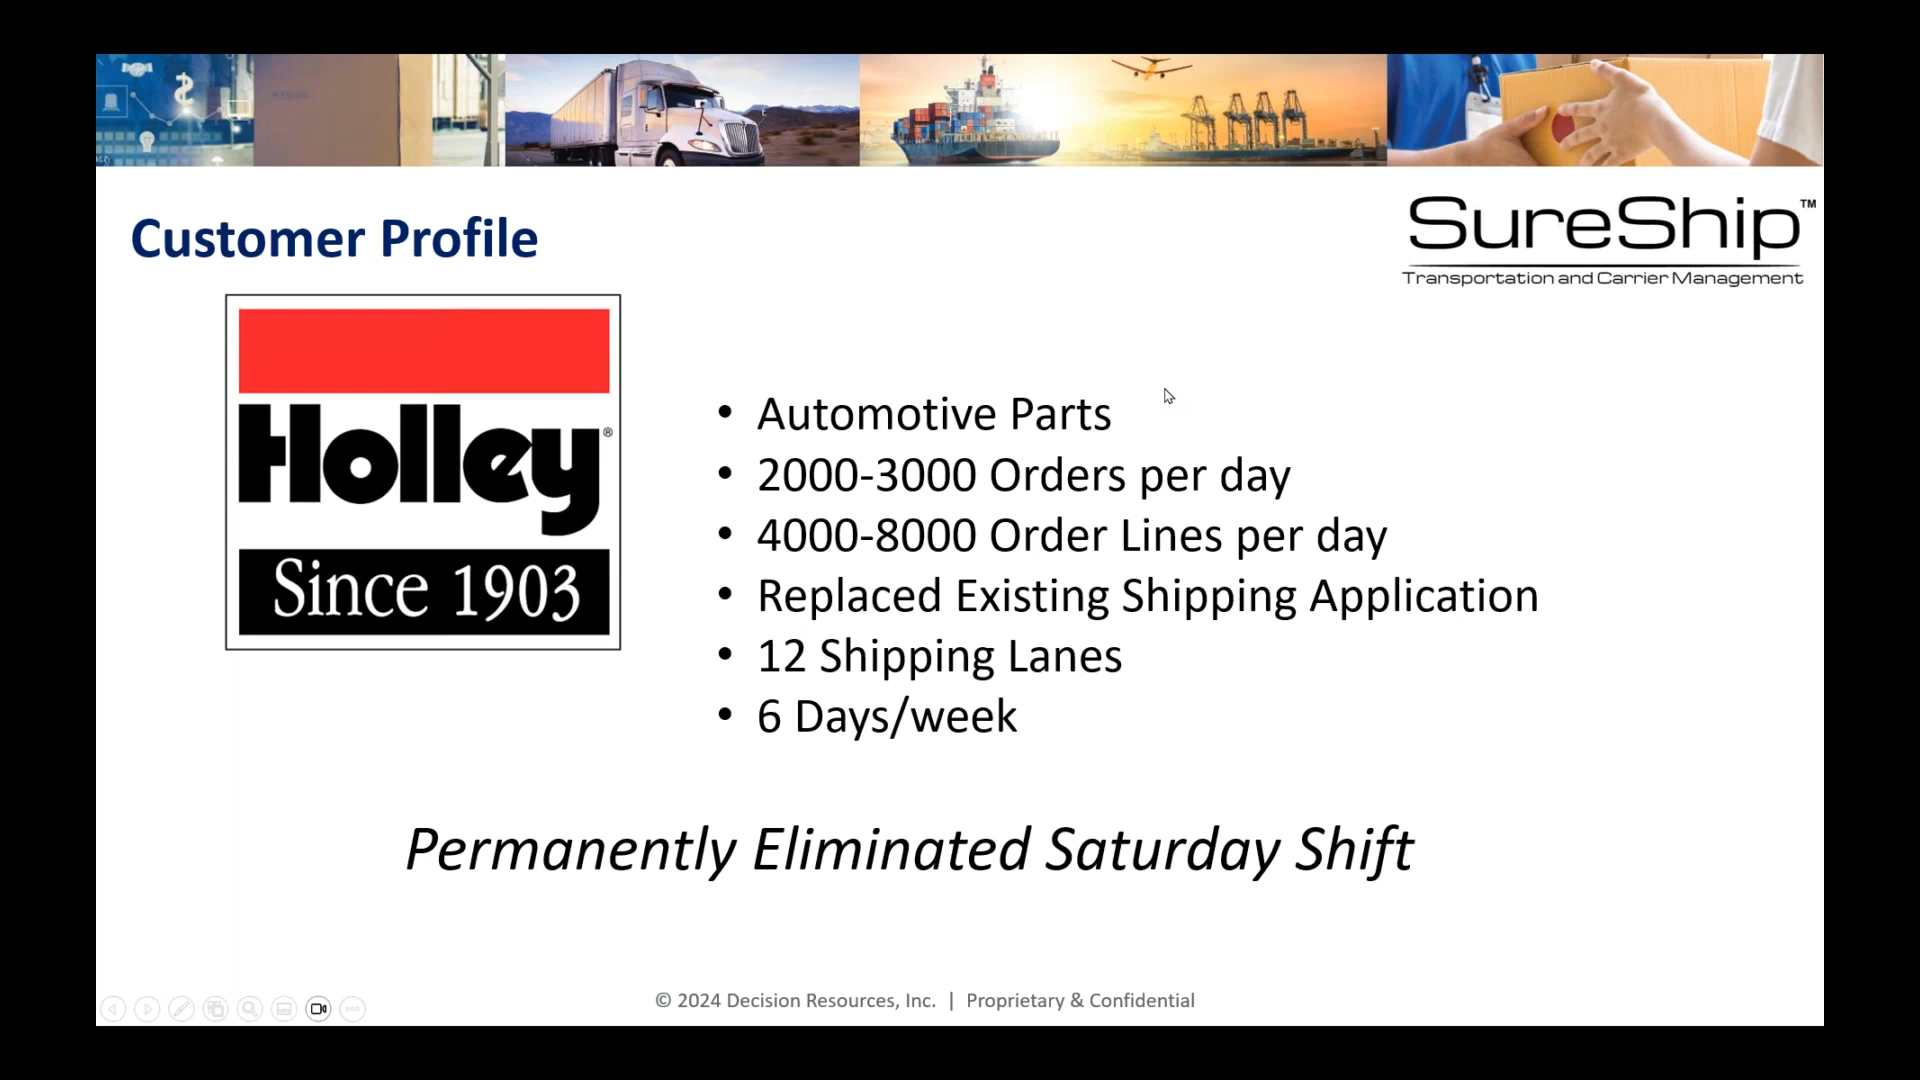 Customer Profile
SureShip™
Transportation and Carrier Management
Holley®
Since 1903
• Automotive Parts
• 2000-3000 Orders per day
• 4000-8000 Order Lines per day
• Replaced Existing Shipping Application
• 12 Shipping Lanes
• 6 Days/week
Permanently Eliminated Saturday Shift
© 2024 Decision Resources, Inc. | Proprietary & Confidential